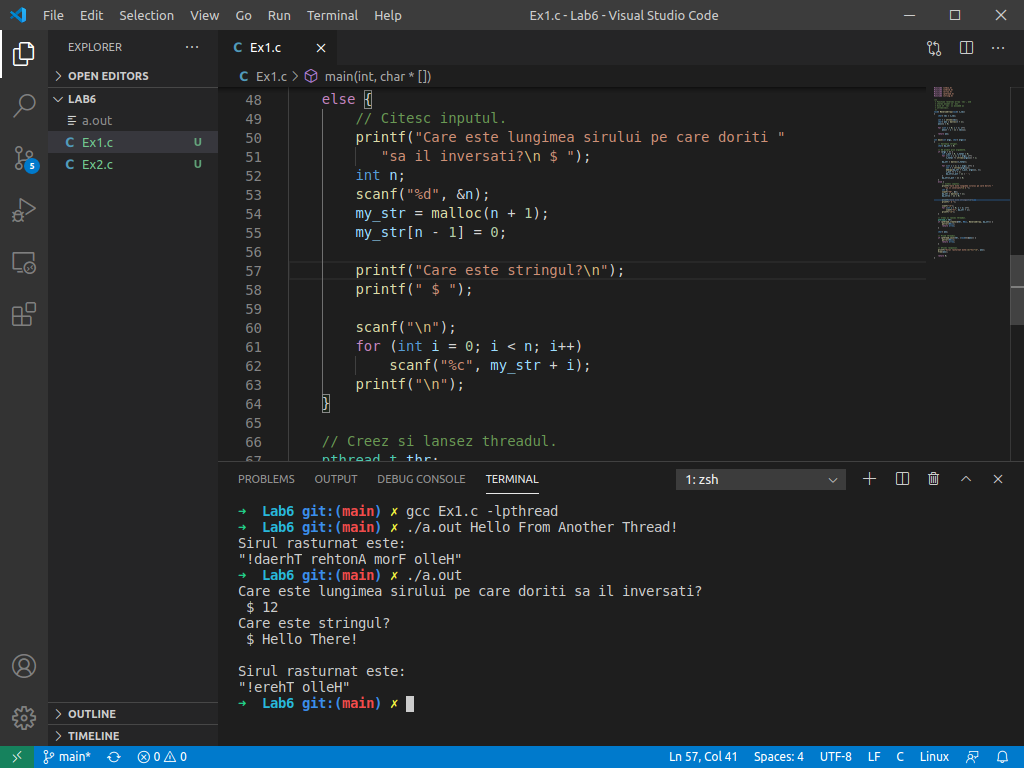 File Edit Selection View Go Run Terminal Help Ex1.c - Lab6 - Visual Studio Code
EXPLORER
OPEN EDITORS
LAB6
a.out
Ex1.c U
Ex2.c U
5
OUTLINE
TIMELINE
C Ex1.c
C Ex1.c > main(int, char * [])
48 else {
49 // Citesc inputul.
50 printf("Care este lungimea sirului pe care doriti "
51 "sa il inversati?\n $ ");
52 int n;
53 scanf("%d", &n);
54 my_str = malloc(n + 1);
55 my_str[n - 1] = 0;
56
57 printf("Care este stringul?\n");
58 printf(" $ ");
59
60 scanf("\n");
61 for (int i = 0; i < n; i++)
62 scanf("%c", my_str + i);
63 printf("\n");
64 }
65
66 // Creez si lansez threadul.
67 pthread_t thr;
PROBLEMS OUTPUT DEBUG CONSOLE TERMINAL 1: zsh
→ Lab6 git:(main) ✗ gcc Ex1.c -lpthread
→ Lab6 git:(main) ✗ ./a.out Hello From Another Thread!
Sirul rasturnat este:
"!daerhT rehtonA morF olleH"
→ Lab6 git:(main) ✗ ./a.out
Care este lungimea sirului pe care doriti sa il inversati?
$ 12
Care este stringul?
$ Hello There!
Sirul rasturnat este:
"!erehT olleH"
→ Lab6 git:(main) ✗
main* 0 0 Ln 57, Col 41 Spaces: 4 UTF-8 LF C Linux